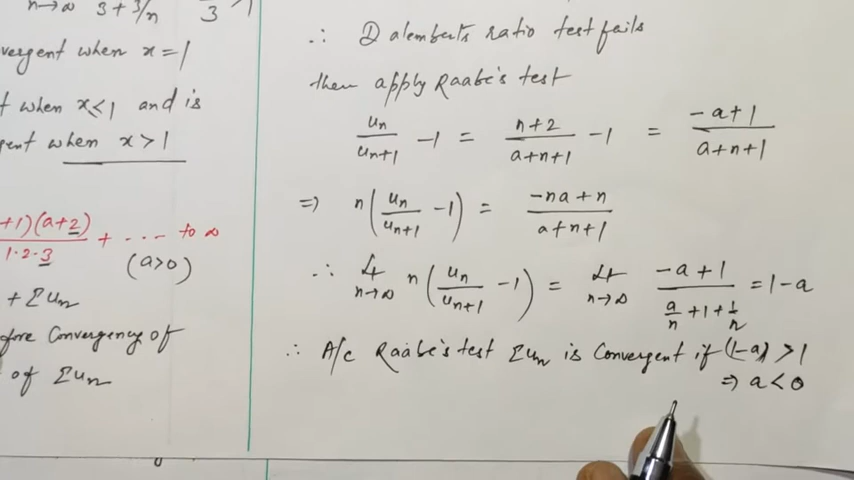 n→∞ 3+3/n 3
vergent when x=1
t when x<1 and is
gent when x>1
+1)(a+2)/1·2·3 + .... to ∞
(a>0)
+ Σun
fore Convergency of
of Σun
∴ D alembert's ratio test fails
then apply Raabe's test
un/un+1 -1 = n+2/a+n+1 -1 = -a+1/a+n+1
⇒ n(un/un+1 -1) = -na+n/a+n+1
∴ Lt n→∞ n(un/un+1 -1) = Lt n→∞ -a+1/(a/n +1+ 1/n) = 1-a
∴ A/c Raabe's test Σun is Convergent if (1-a) >1
⇒ a<0